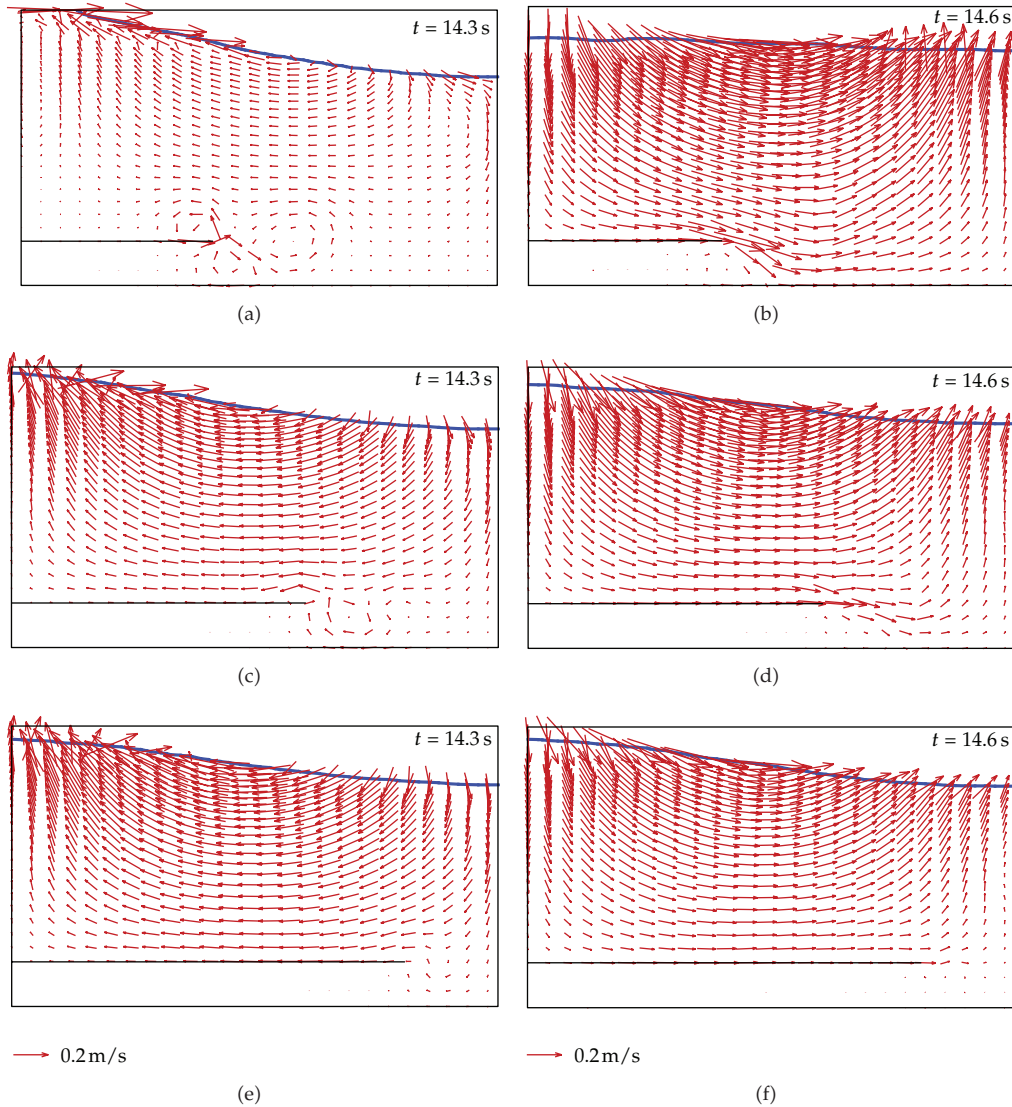 t = 14.3 s
t = 14.6 s
(a)
(b)
t = 14.3 s
t = 14.6 s
(c)
(d)
t = 14.3 s
t = 14.6 s
0.2 m/s
0.2 m/s
(e)
(f)